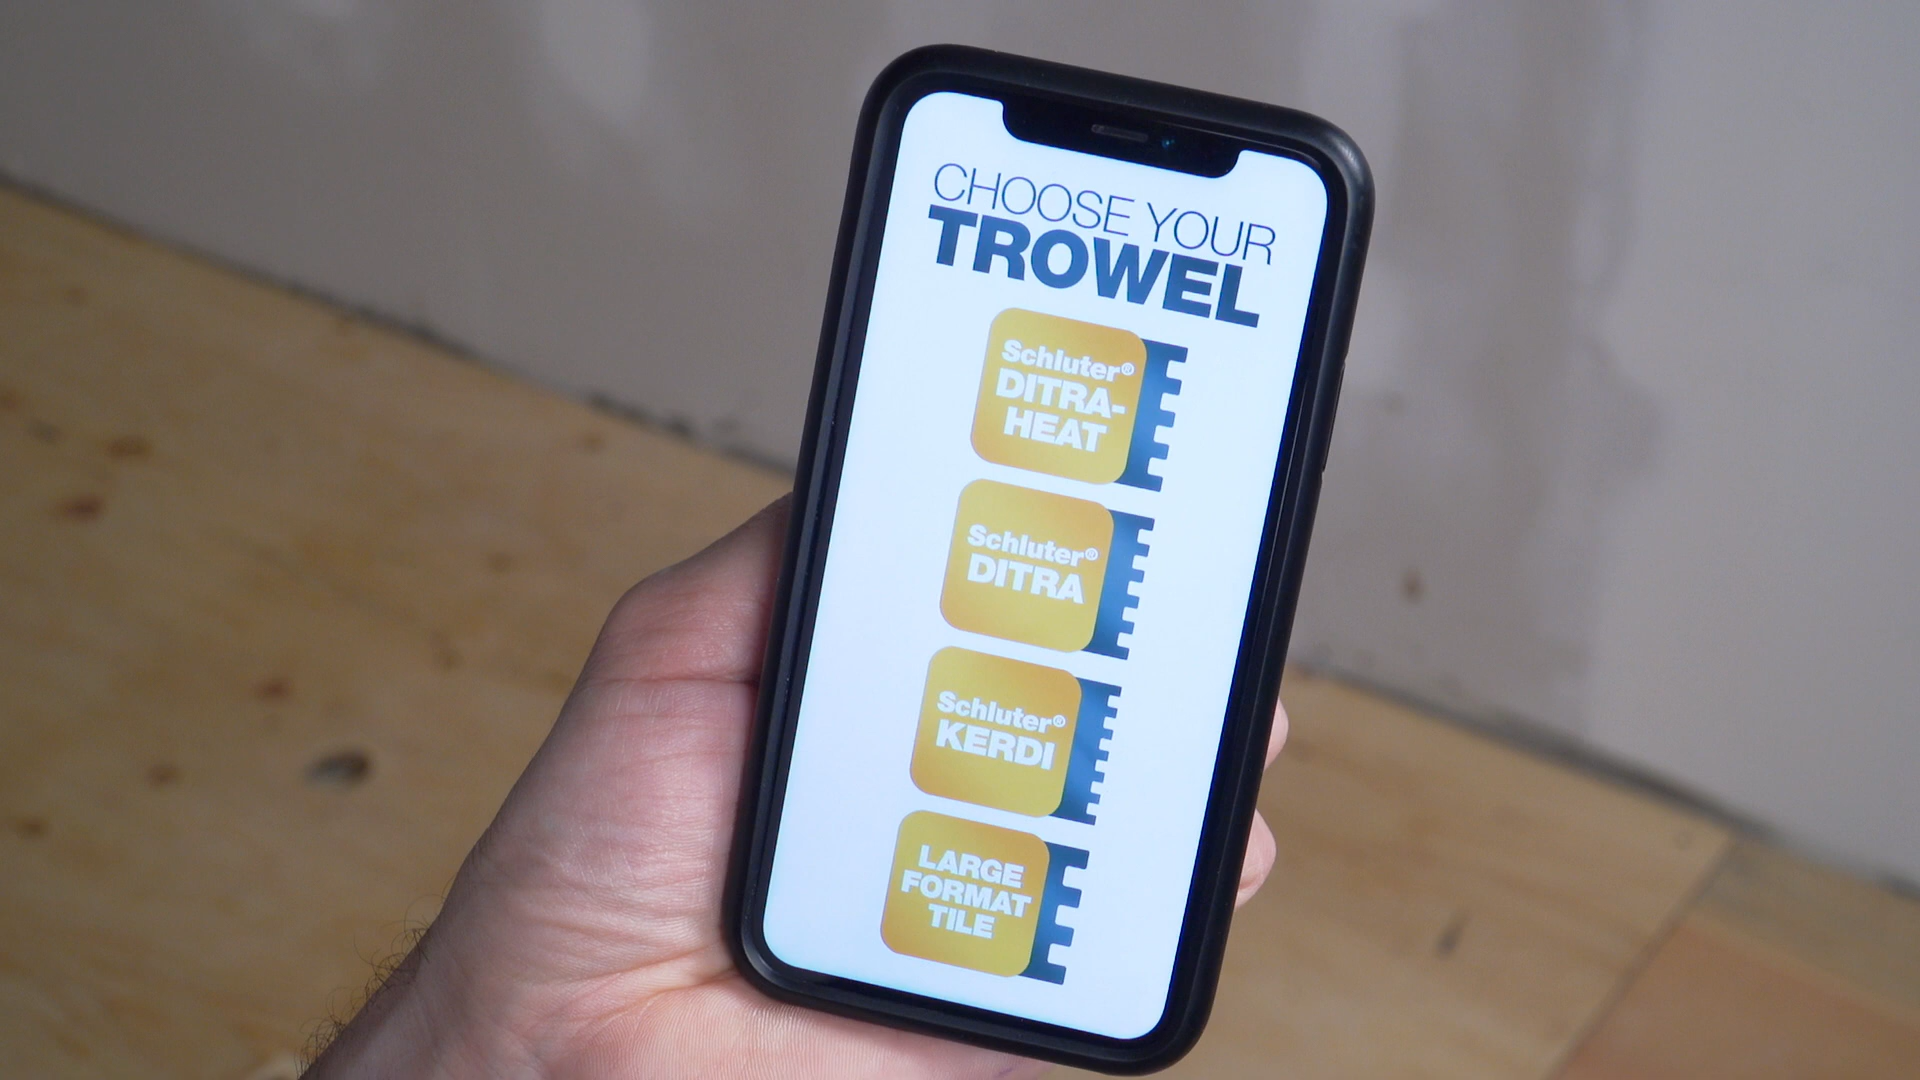 CHOOSE YOUR
TROWEL
Schluter®
DITRA-
HEAT
Schluter®
DITRA
Schluter®
KERDI
LARGE
FORMAT
TILE